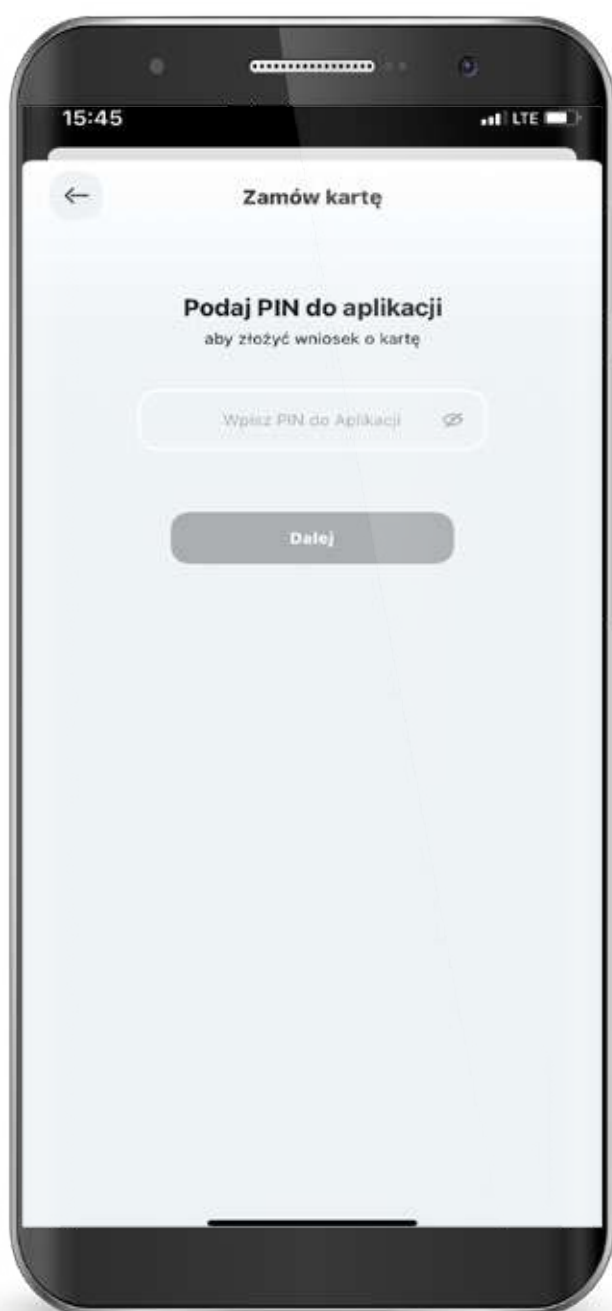 15:45
LTE
Zamów kartę
Podaj PIN do aplikacji
aby złożyć wniosek o kartę
Wpisz PIN do Aplikacji
Dalej